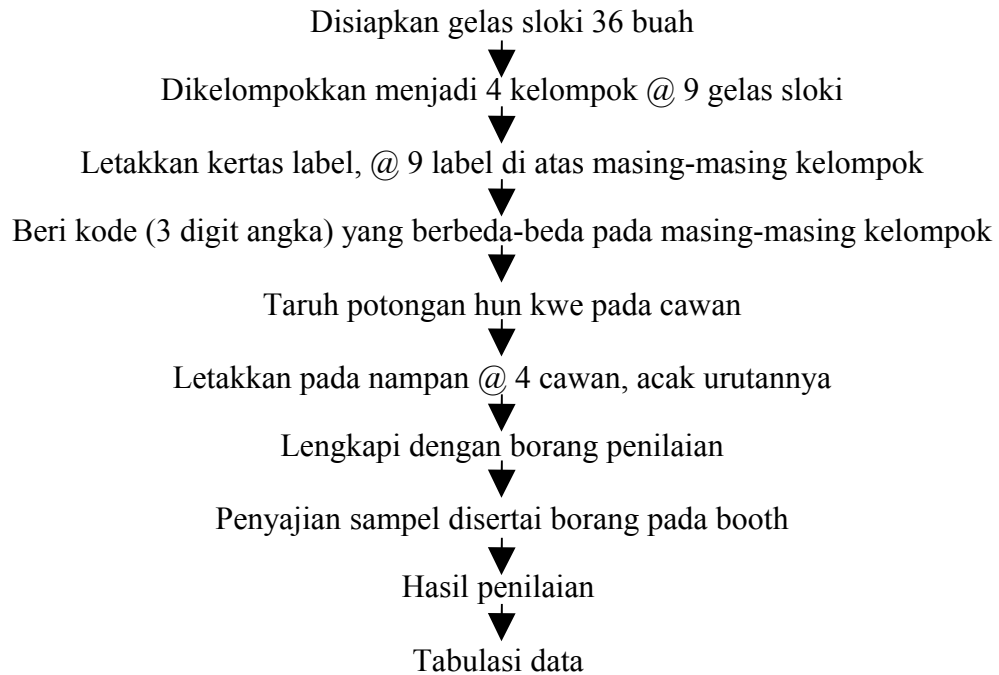 Disiapkan gelas sloki 36 buah
Dikelompokkan menjadi 4 kelompok @ 9 gelas sloki
Letakkan kertas label, @ 9 label di atas masing-masing kelompok
Beri kode (3 digit angka) yang berbeda-beda pada masing-masing kelompok
Taruh potongan hun kwe pada cawan
Letakkan pada nampan @ 4 cawan, acak urutannya
Lengkapi dengan borang penilaian
Penyajian sampel disertai borang pada booth
Hasil penilaian
Tabulasi data